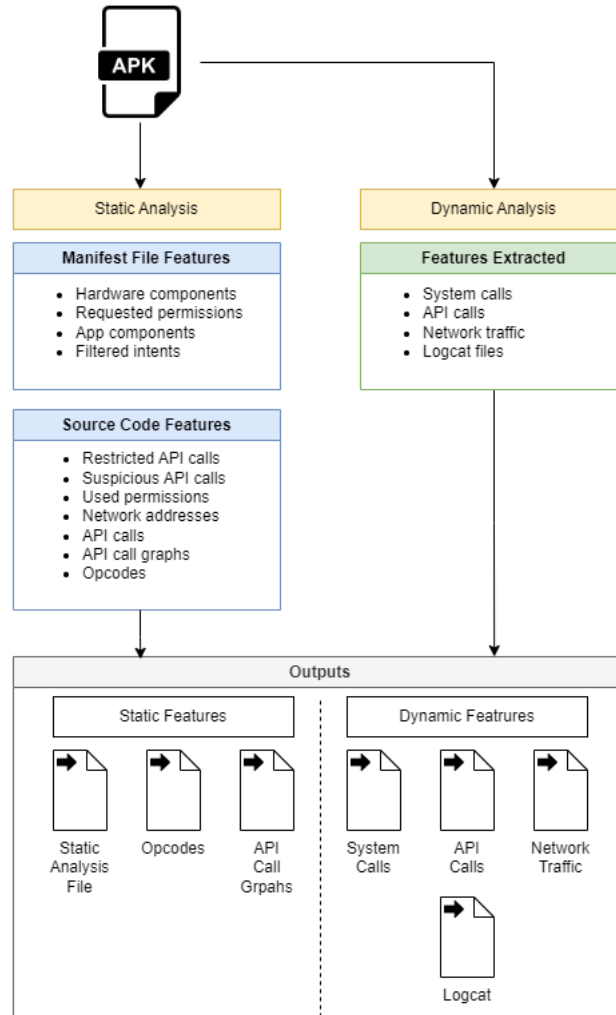 APK
Static Analysis
Dynamic Analysis
Manifest File Features
Hardware components
Requested permissions
App components
Filtered intents
Features Extracted
System calls
API calls
Network traffic
Logcat files
Source Code Features
Restricted API calls
Suspicious API calls
Used permissions
Network addresses
API calls
API call graphs
Opcodes
Outputs
Static Features
Dynamic Featrures
Static
Analysis
File
Opcodes
API
Call
Grpahs
System
Calls
API
Calls
Network
Traffic
Logcat